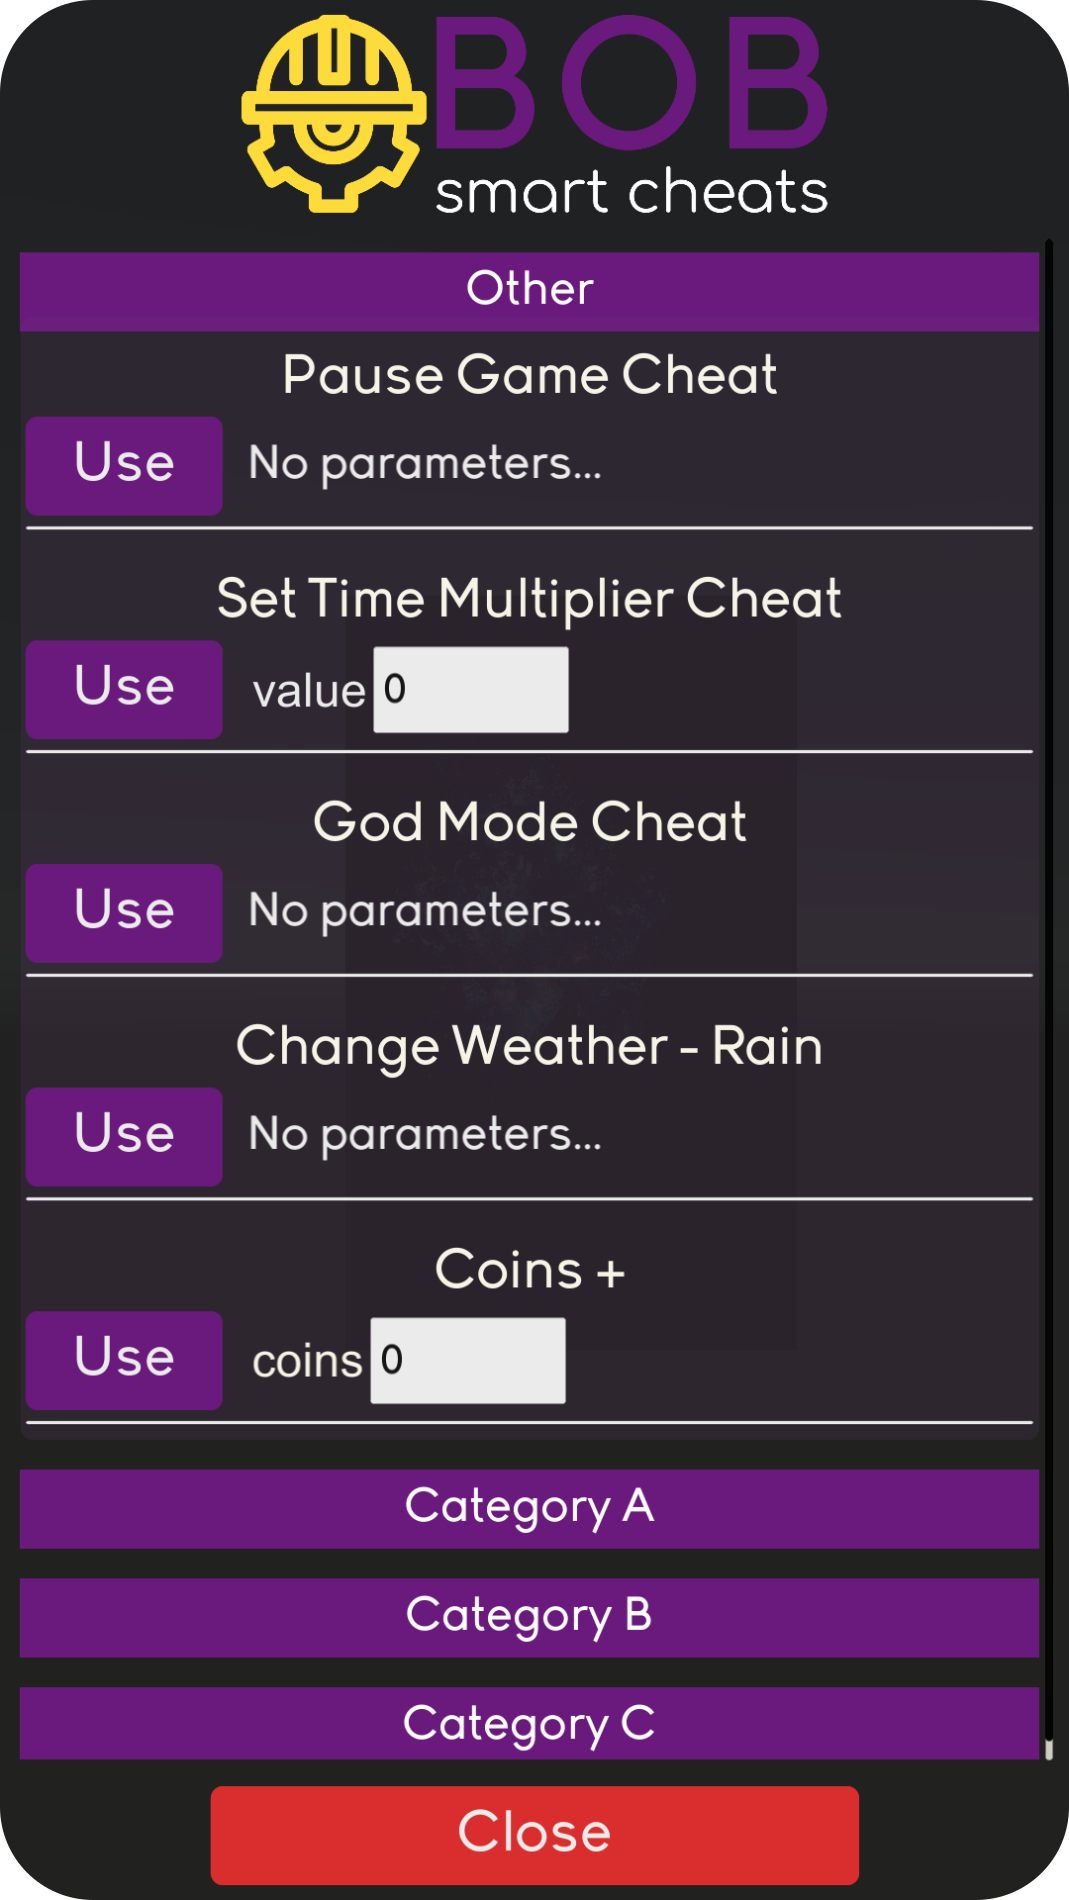 BOB
smart cheats
Other
Pause Game Cheat
Use No parameters...
Set Time Multiplier Cheat
Use value 0
God Mode Cheat
Use No parameters...
Change Weather - Rain
Use No parameters...
Coins +
Use coins 0
Category A
Category B
Category C
Close